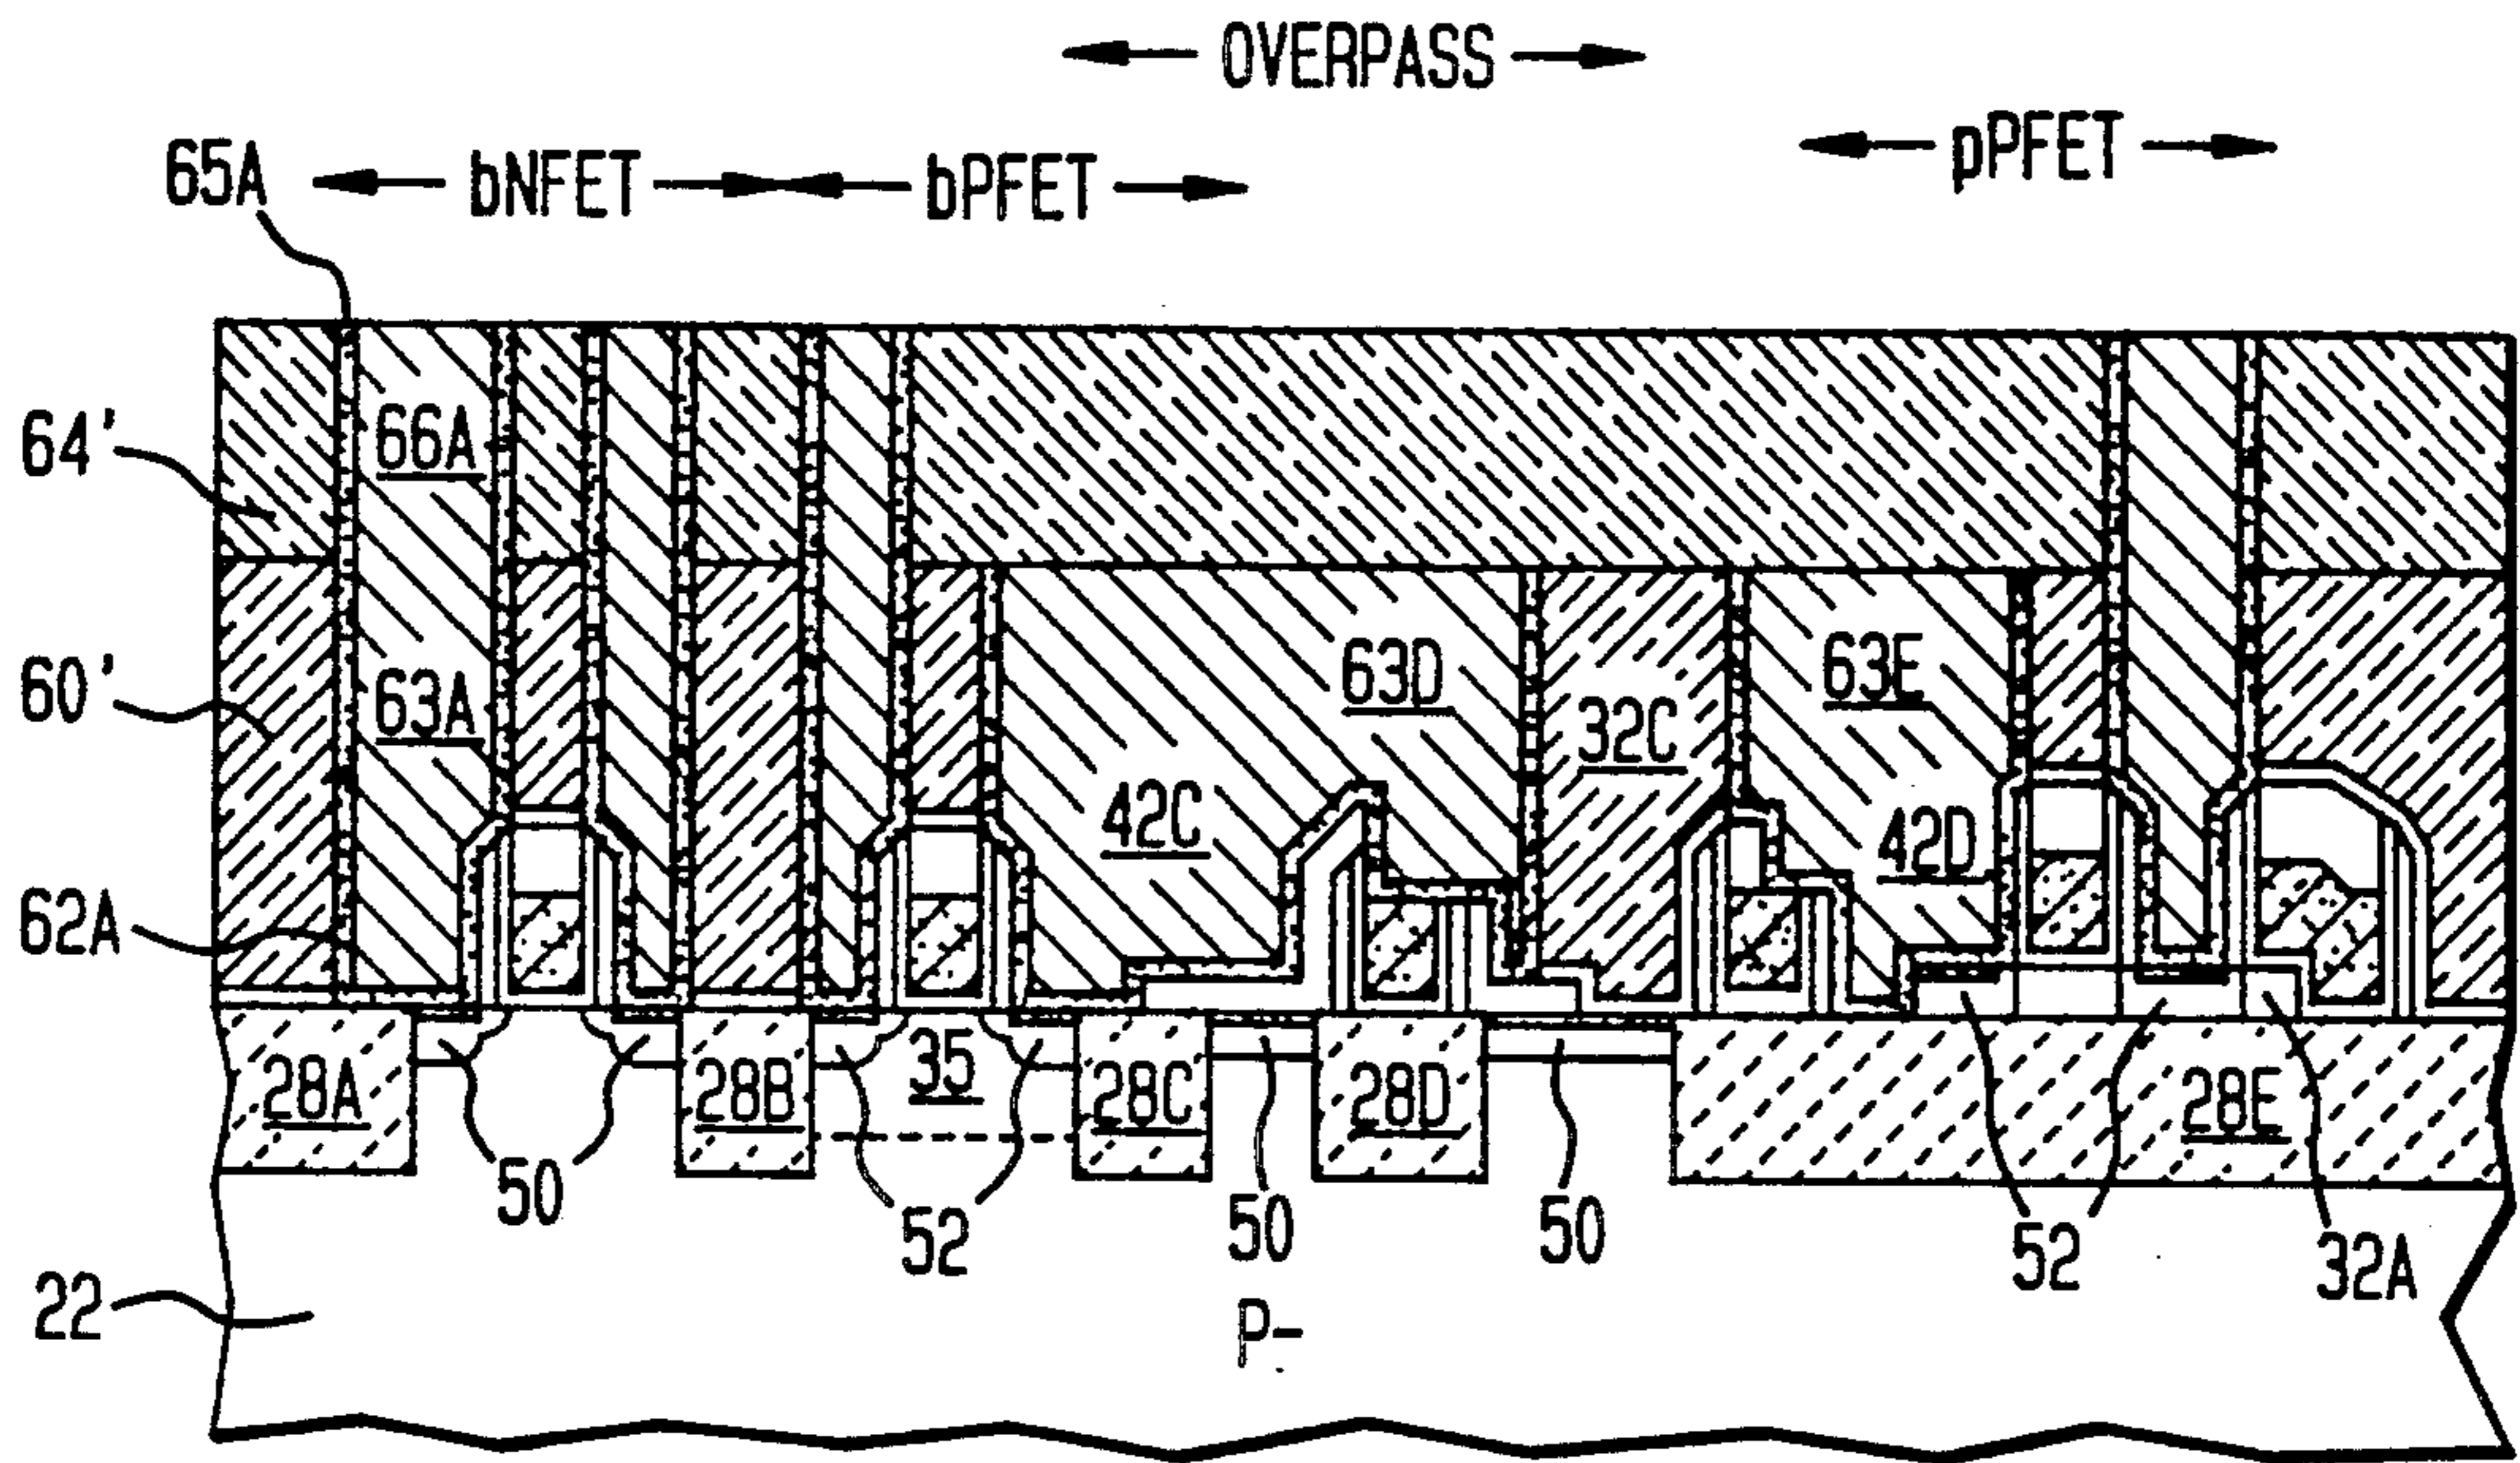 OVERPASS
pPFET
65A bNFET bPFET
64'
66A
60'
63A 63D 63E
32C
42C 42D
62A
28A 28B 35 28C 28D 28E
50 52 50 50 52 32A
22
P-